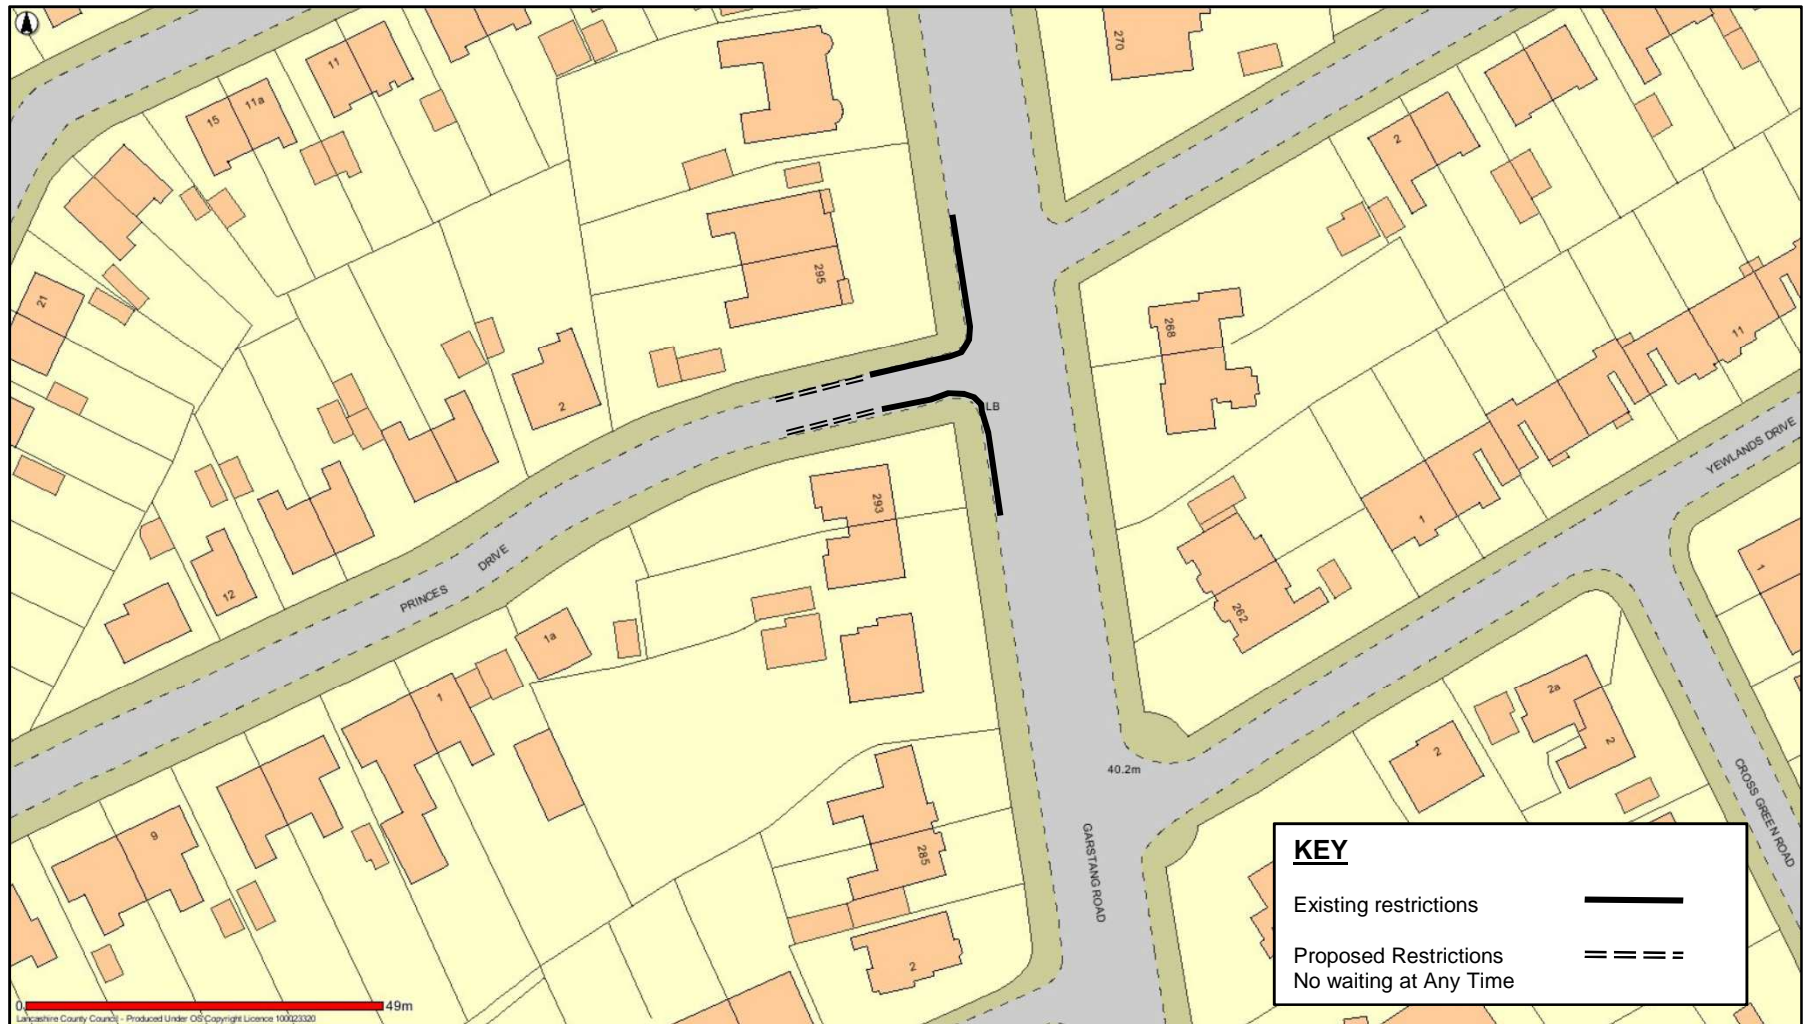 270
11
11a
15
2
295
21
268
11
2
LB
YEWLANDS DRIVE
293
1
PRINCES DRIVE
12
262
1
1a
1
2a
2
2
40.2m
CROSS GREEN ROAD
9
285
GARSTANG ROAD
2
KEY
Existing restrictions
Proposed Restrictions
No waiting at Any Time
0
49m
Lancashire County Council - Produced Under OS Copyright Licence 100023320